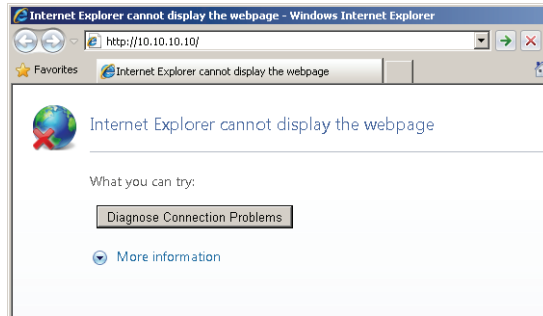 Internet Explorer cannot display the webpage - Windows Internet Explorer
http://10.10.10.10/
Favorites Internet Explorer cannot display the webpage
Internet Explorer cannot display the webpage
What you can try:
Diagnose Connection Problems
More information